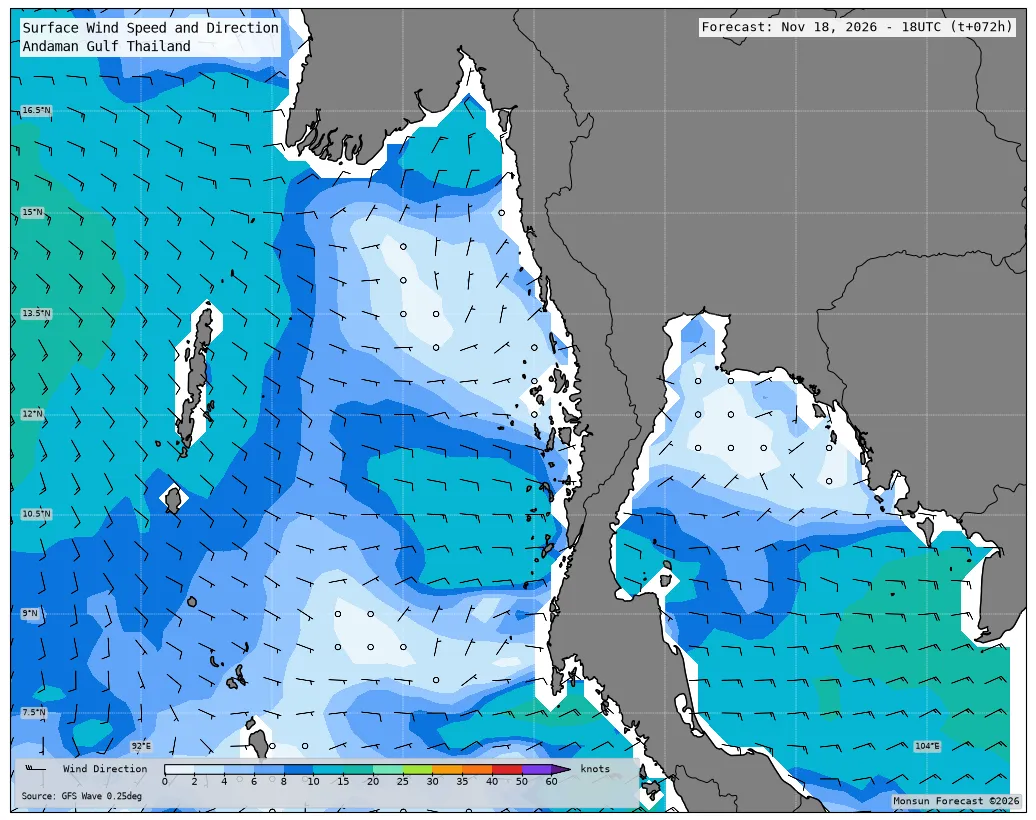 Surface Wind Speed and Direction
Andaman Gulf Thailand
Forecast: Nov 18, 2026 - 18UTC (t+072h)
16.5°N
15°N
13.5°N
12°N
10.5°N
9°N
7.5°N
92°E
104°E
Wind Direction
0 2 4 6 8 10 15 20 25 30 35 40 50 60
knots
Source: GFS Wave 0.25deg
Monsun Forecast ©2026